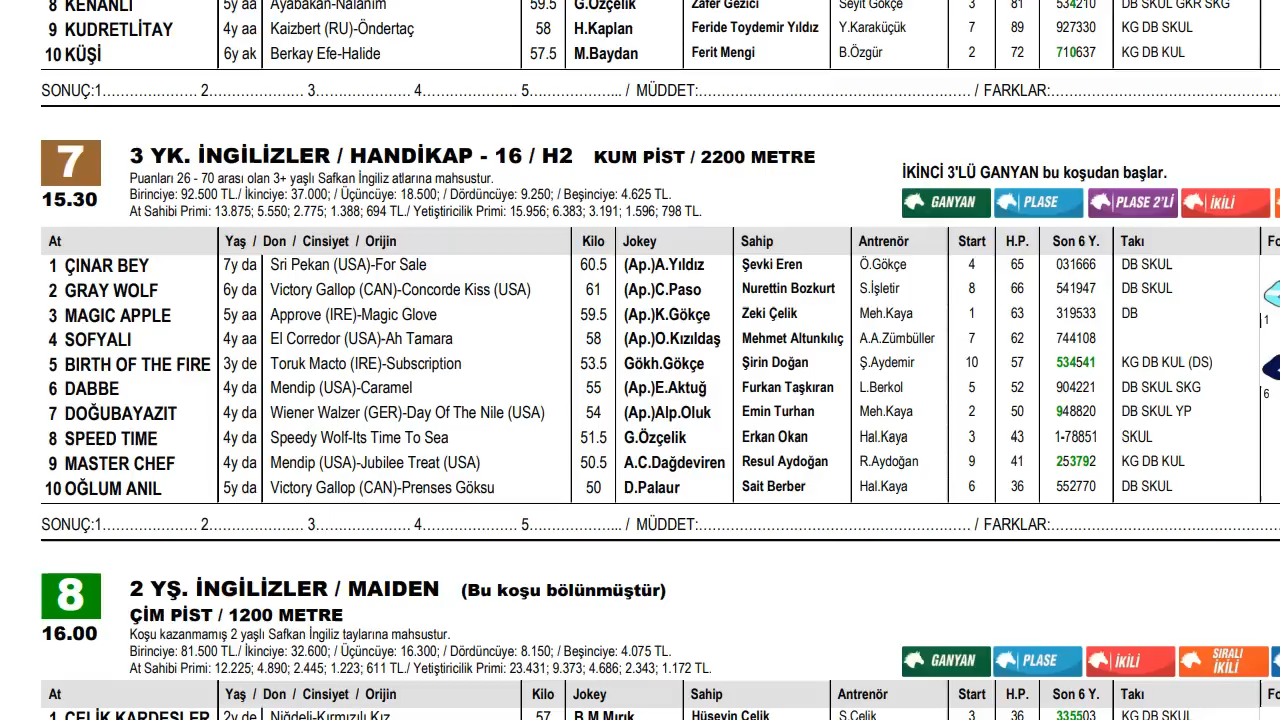 8 KENANLI 5y aa Ayabakan-Nalanım 59.5 G.Özçelik Zafer Gezici Seyit Gökçe 3 81 534210 DB SKUL GKR SKG
9 KUDRETLİTAY 4y aa Kaizbert (RU)-Öndertaç 58 H.Kaplan Feride Toydemir Yıldız Y.Karaküçük 7 89 927330 KG DB SKUL
10 KÜŞİ 6y ak Berkay Efe-Halide 57.5 M.Baydan Ferit Mengi B.Özgür 2 72 710637 KG DB KUL
SONUÇ:1…………………. 2…………………. 3…………………. 4…………………. 5……………….... / MÜDDET:…………………………………………………. / FARKLAR:…………………………………………
7
15.30
3 YK. İNGİLİZLER / HANDİKAP - 16 / H2 KUM PİST / 2200 METRE
Puanları 26 - 70 arası olan 3+ yaşlı Safkan İngiliz atlarına mahsustur.
Birinciye: 92.500 TL./ İkinciye: 37.000; / Üçüncüye: 18.500; / Dördüncüye: 9.250; / Beşinciye: 4.625 TL.
At Sahibi Primi: 13.875; 5.550; 2.775; 1.388; 694 TL./ Yetiştiricilik Primi: 15.956; 6.383; 3.191; 1.596; 798 TL.
İKİNCİ 3'LÜ GANYAN bu koşudan başlar.
GANYAN PLASE PLASE 2'Lİ İKİLİ
At Yaş / Don / Cinsiyet / Orijin Kilo Jokey Sahip Antrenör Start H.P. Son 6 Y. Takı Fo
1 ÇINAR BEY 7y da Sri Pekan (USA)-For Sale 60.5 (Ap.)A.Yıldız Şevki Eren Ö.Gökçe 4 65 031666 DB SKUL
2 GRAY WOLF 6y da Victory Gallop (CAN)-Concorde Kiss (USA) 61 (Ap.)C.Paso Nurettin Bozkurt S.İşletir 8 66 541947 DB SKUL
3 MAGIC APPLE 5y aa Approve (IRE)-Magic Glove 59.5 (Ap.)K.Gökçe Zeki Çelik Meh.Kaya 1 63 319533 DB 1
4 SOFYALI 4y aa El Corredor (USA)-Ah Tamara 58 (Ap.)O.Kızıldaş Mehmet Altunkılıç A.A.Zümbüller 7 62 744108
5 BIRTH OF THE FIRE 3y de Toruk Macto (IRE)-Subscription 53.5 Gökh.Gökçe Şirin Doğan Ş.Aydemir 10 57 534541 KG DB KUL (DS)
6 DABBE 4y da Mendip (USA)-Caramel 55 (Ap.)E.Aktuğ Furkan Taşkıran L.Berkol 5 52 904221 DB SKUL SKG 6
7 DOĞUBAYAZIT 4y da Wiener Walzer (GER)-Day Of The Nile (USA) 54 (Ap.)Alp.Oluk Emin Turhan Meh.Kaya 2 50 948820 DB SKUL YP
8 SPEED TIME 4y da Speedy Wolf-Its Time To Sea 51.5 G.Özçelik Erkan Okan Hal.Kaya 3 43 1-78851 SKUL
9 MASTER CHEF 4y da Mendip (USA)-Jubilee Treat (USA) 50.5 A.C.Dağdeviren Resul Aydoğan R.Aydoğan 9 41 253792 KG DB KUL
10 OĞLUM ANIL 5y da Victory Gallop (CAN)-Prenses Göksu 50 D.Palaur Sait Berber Hal.Kaya 6 36 552770 DB SKUL
SONUÇ:1…………………. 2…………………. 3…………………. 4…………………. 5……………….... / MÜDDET:…………………………………………………. / FARKLAR:…………………………………………
8
16.00
2 YŞ. İNGİLİZLER / MAIDEN (Bu koşu bölünmüştür)
ÇİM PİST / 1200 METRE
Koşu kazanmamış 2 yaşlı Safkan İngiliz taylarına mahsustur.
Birinciye: 81.500 TL./ İkinciye: 32.600; / Üçüncüye: 16.300; / Dördüncüye: 8.150; / Beşinciye: 4.075 TL.
At Sahibi Primi: 12.225; 4.890; 2.445; 1.223; 611 TL./ Yetiştiricilik Primi: 23.431; 9.373; 4.686; 2.343; 1.172 TL.
GANYAN PLASE İKİLİ SIRALI İKİLİ
At Yaş / Don / Cinsiyet / Orijin Kilo Jokey Sahip Antrenör Start H.P. Son 6 Y. Takı Fo
1 ÇELİK KARDEŞLER 2y de Niğdeli-Kırmızılı Kız 57 B.M.Mırık Hüseyin Çelik S.Çelik 3 36 335503 KG DB KUL